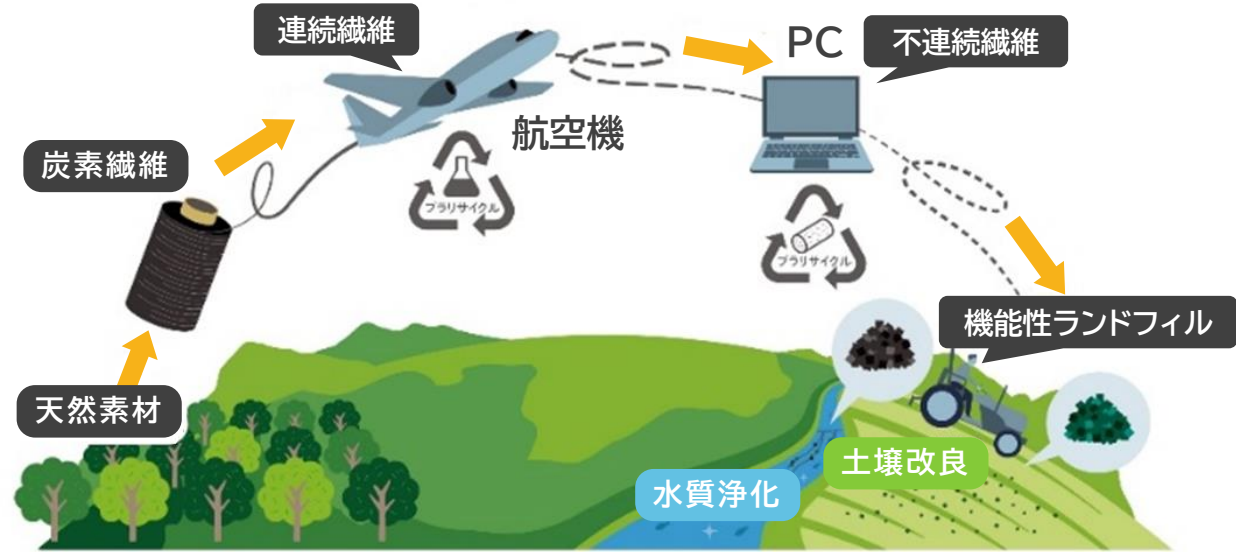 連続繊維
PC
不連続繊維
航空機
炭素繊維
プラリサイクル
プラリサイクル
機能性ランドフィル
天然素材
土壌改良
水質浄化